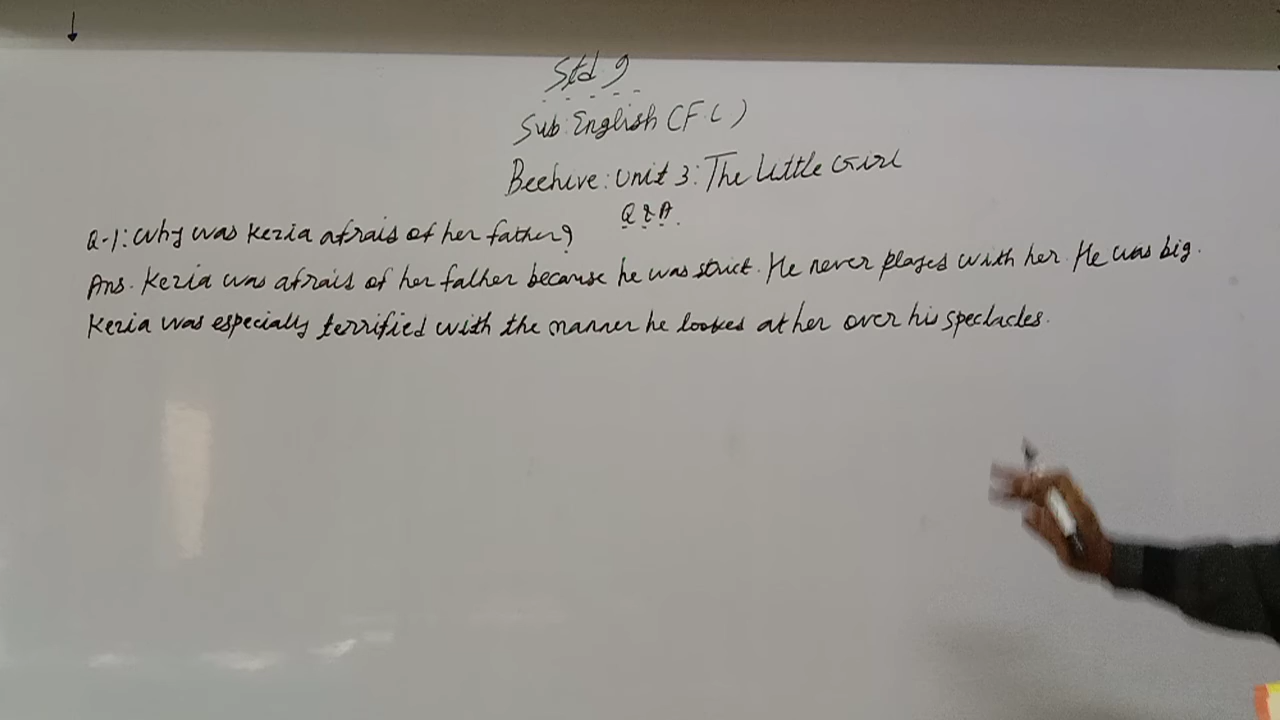 Std 9
Sub: English (F.L)
Beehive: Unit 3: The Little Girl
Q & A.
Q-1: Why was Kezia afraid of her father?
Ans. Kezia was afraid of her father because he was strict. He never played with her. He was big.
Kezia was especially terrified with the manner he looked at her over his spectacles.